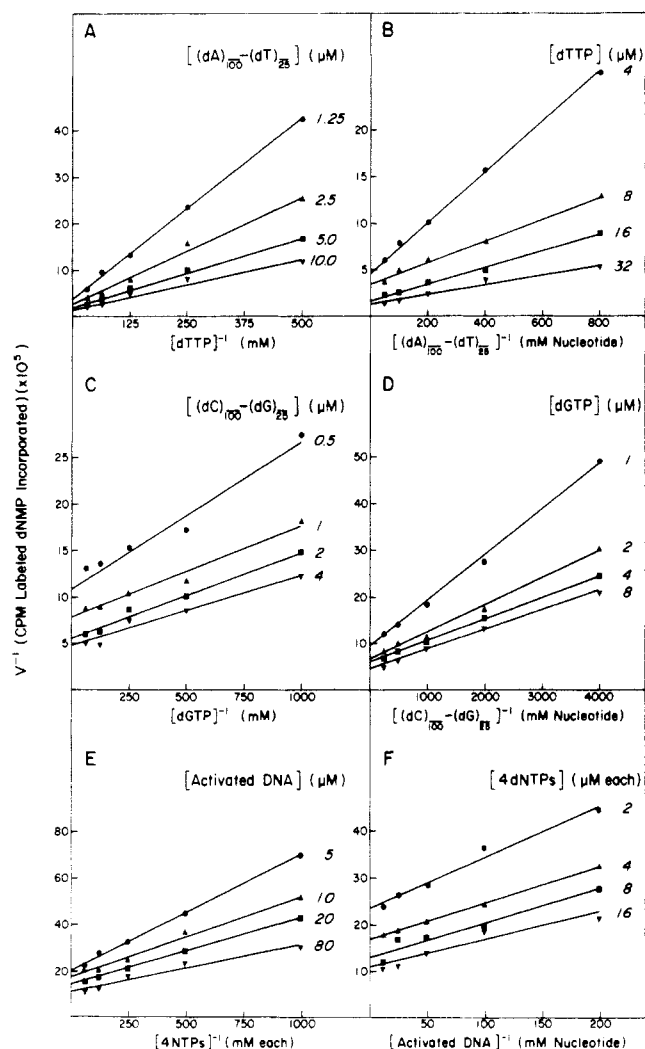 V⁻¹ (CPM Labeled dNMP Incorporated) (x10⁵)
A
[(dA)100-(dT)25] (μM)
40
30
20
10
1.25
2.5
5.0
10.0
125 250 375 500
[dTTP]⁻¹ (mM)
B
[dTTP] (μM)
20
15
10
5
4
8
16
32
200 400 600 800
[(dA)100-(dT)25]⁻¹ (mM Nucleotide)
C
[(dC)100-(dG)25] (μM)
25
20
15
10
5
0.5
1
2
4
250 500 750 1000
[dGTP]⁻¹ (mM)
D
[dGTP] (μM)
50
40
30
20
10
1
2
4
8
1000 2000 3000 4000
[(dC)100-(dG)25]⁻¹ (mM Nucleotide)
E
[Activated DNA] (μM)
80
60
40
20
5
10
20
80
250 500 750 1000
[4NTPs]⁻¹ (mM each)
F
[4dNTPs] (μM each)
40
30
20
10
2
4
8
16
50 100 150 200
[Activated DNA]⁻¹ (mM Nucleotide)